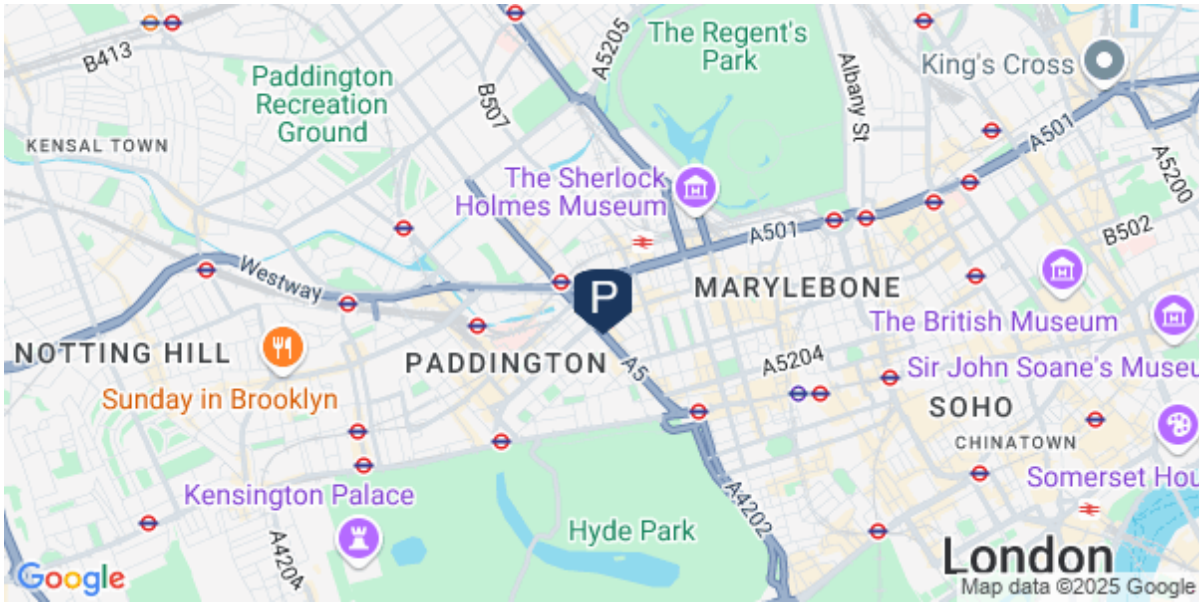 B413
Paddington
Recreation
Ground
KENSAL TOWN
B507
A5205
The Regent's
Park
Albany St
King's Cross
A501
A5200
The Sherlock
Holmes Museum
A501
B502
Westway
P
MARYLEBONE
The British Museum
NOTTING HILL
PADDINGTON
A5
A5204
Sir John Soane's Museu
Sunday in Brooklyn
SOHO
CHINATOWN
Somerset Hou
Kensington Palace
A4202
Hyde Park
A4204
London
Google
Map data ©2025 Google